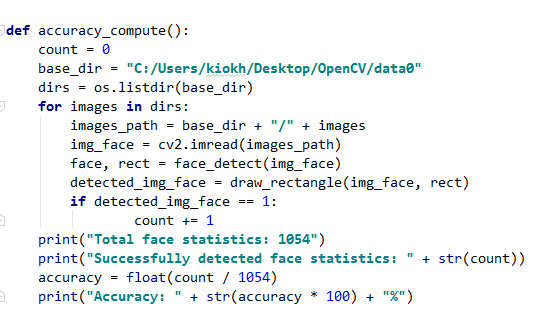 def accuracy_compute():
    count = 0
    base_dir = "C:/Users/kiokh/Desktop/OpenCV/data0"
    dirs = os.listdir(base_dir)
    for images in dirs:
        images_path = base_dir + "/" + images
        img_face = cv2.imread(images_path)
        face, rect = face_detect(img_face)
        detected_img_face = draw_rectangle(img_face, rect)
        if detected_img_face == 1:
                count += 1
    print("Total face statistics: 1054")
    print("Successfully detected face statistics: " + str(count))
    accuracy = float(count / 1054)
    print("Accuracy: " + str(accuracy * 100) + "%")